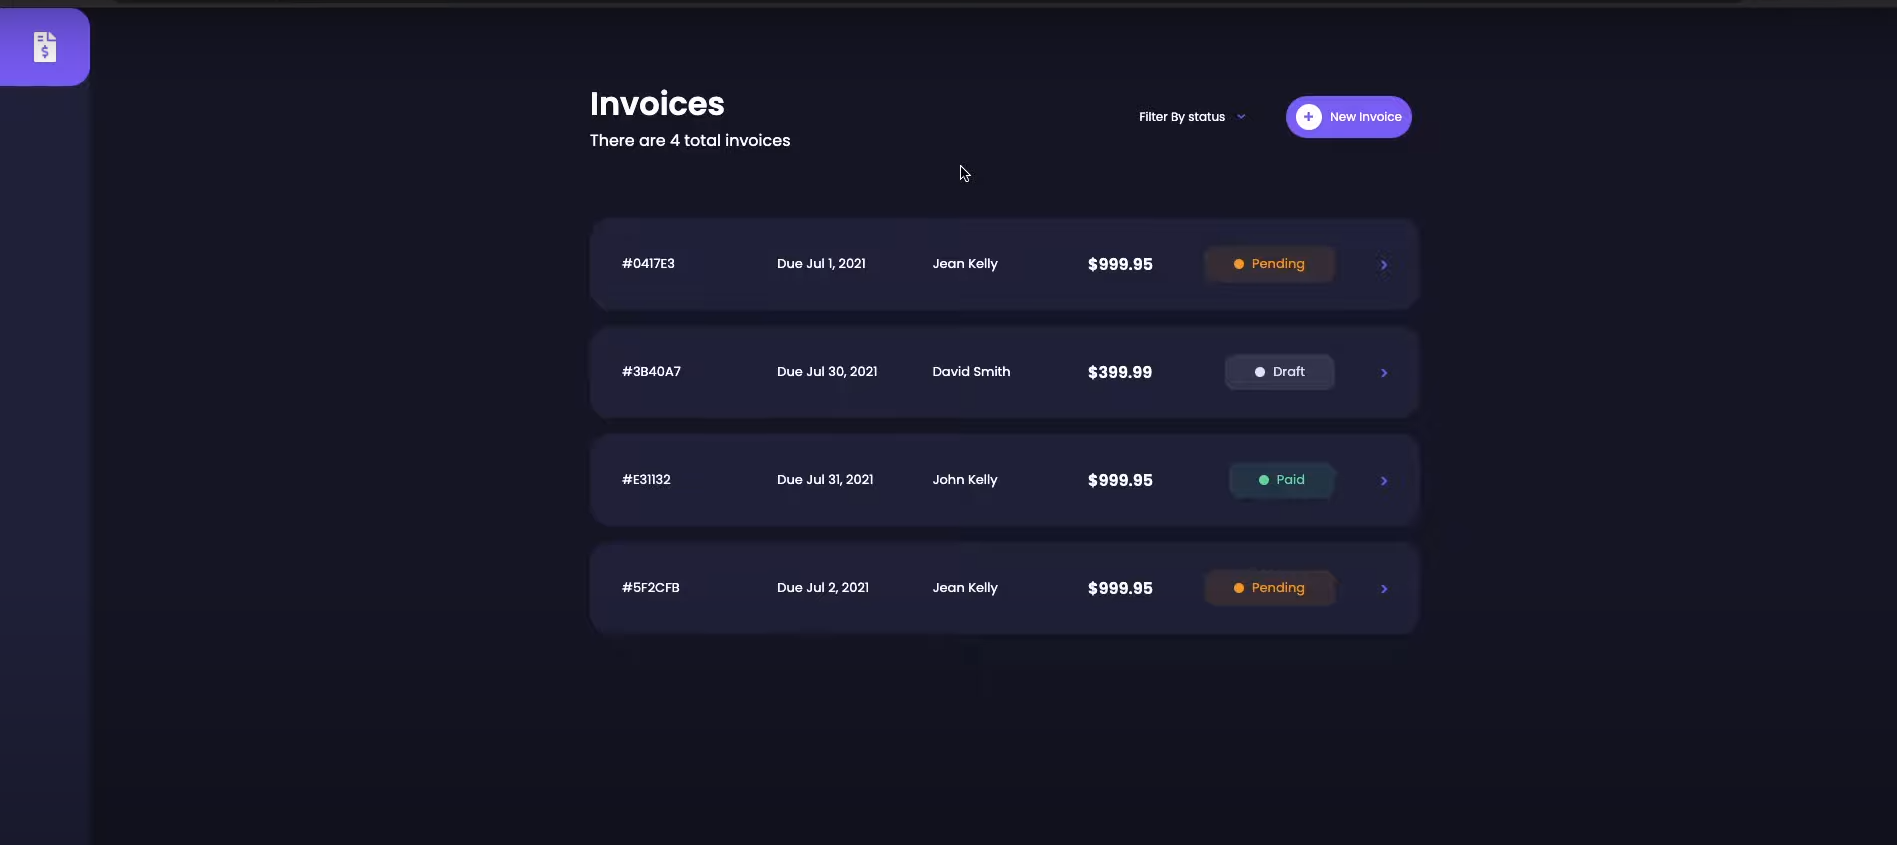 Invoices
There are 4 total invoices
Filter By status
New Invoice
#0417E3 Due Jul 1, 2021 Jean Kelly $999.95 Pending
#3B40A7 Due Jul 30, 2021 David Smith $399.99 Draft
#E31132 Due Jul 31, 2021 John Kelly $999.95 Paid
#5F2CFB Due Jul 2, 2021 Jean Kelly $999.95 Pending